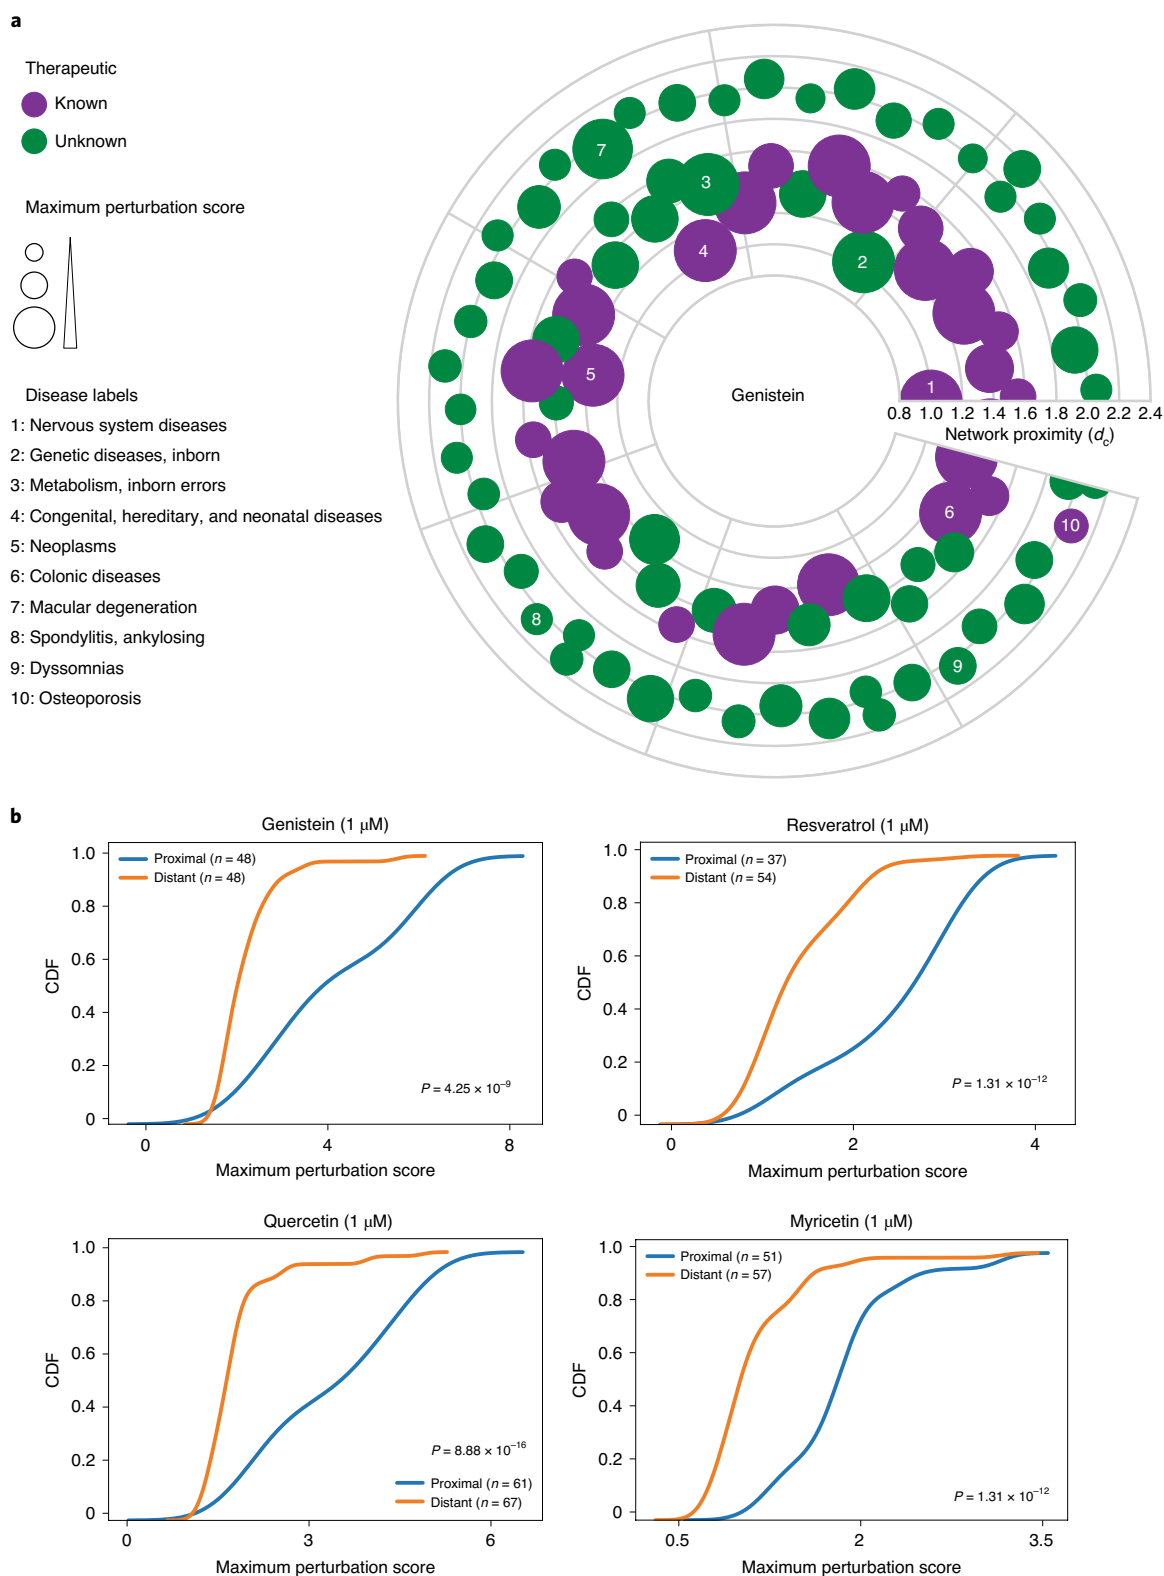 a
Therapeutic
Known
Unknown
Maximum perturbation score
Disease labels
1: Nervous system diseases
2: Genetic diseases, inborn
3: Metabolism, inborn errors
4: Congenital, hereditary, and neonatal diseases
5: Neoplasms
6: Colonic diseases
7: Macular degeneration
8: Spondylitis, ankylosing
9: Dyssomnias
10: Osteoporosis
7
3
4
2
5
1
Genistein
0.8 1.0 1.2 1.4 1.6 1.8 2.0 2.2 2.4
Network proximity (dc)
6
10
8
9
b
Genistein (1 μM)
Proximal (n = 48)
Distant (n = 48)
1.0
0.8
0.6
0.4
0.2
0
CDF
P = 4.25 × 10⁻⁹
0 4 8
Maximum perturbation score
Resveratrol (1 μM)
Proximal (n = 37)
Distant (n = 54)
1.0
0.8
0.6
0.4
0.2
0
CDF
P = 1.31 × 10⁻¹²
0 2 4
Maximum perturbation score
Quercetin (1 μM)
1.0
0.8
0.6
0.4
0.2
0
CDF
P = 8.88 × 10⁻¹⁶
Proximal (n = 61)
Distant (n = 67)
0 3 6
Maximum perturbation score
Myricetin (1 μM)
Proximal (n = 51)
Distant (n = 57)
1.0
0.8
0.6
0.4
0.2
0
CDF
P = 1.31 × 10⁻¹²
0.5 2 3.5
Maximum perturbation score